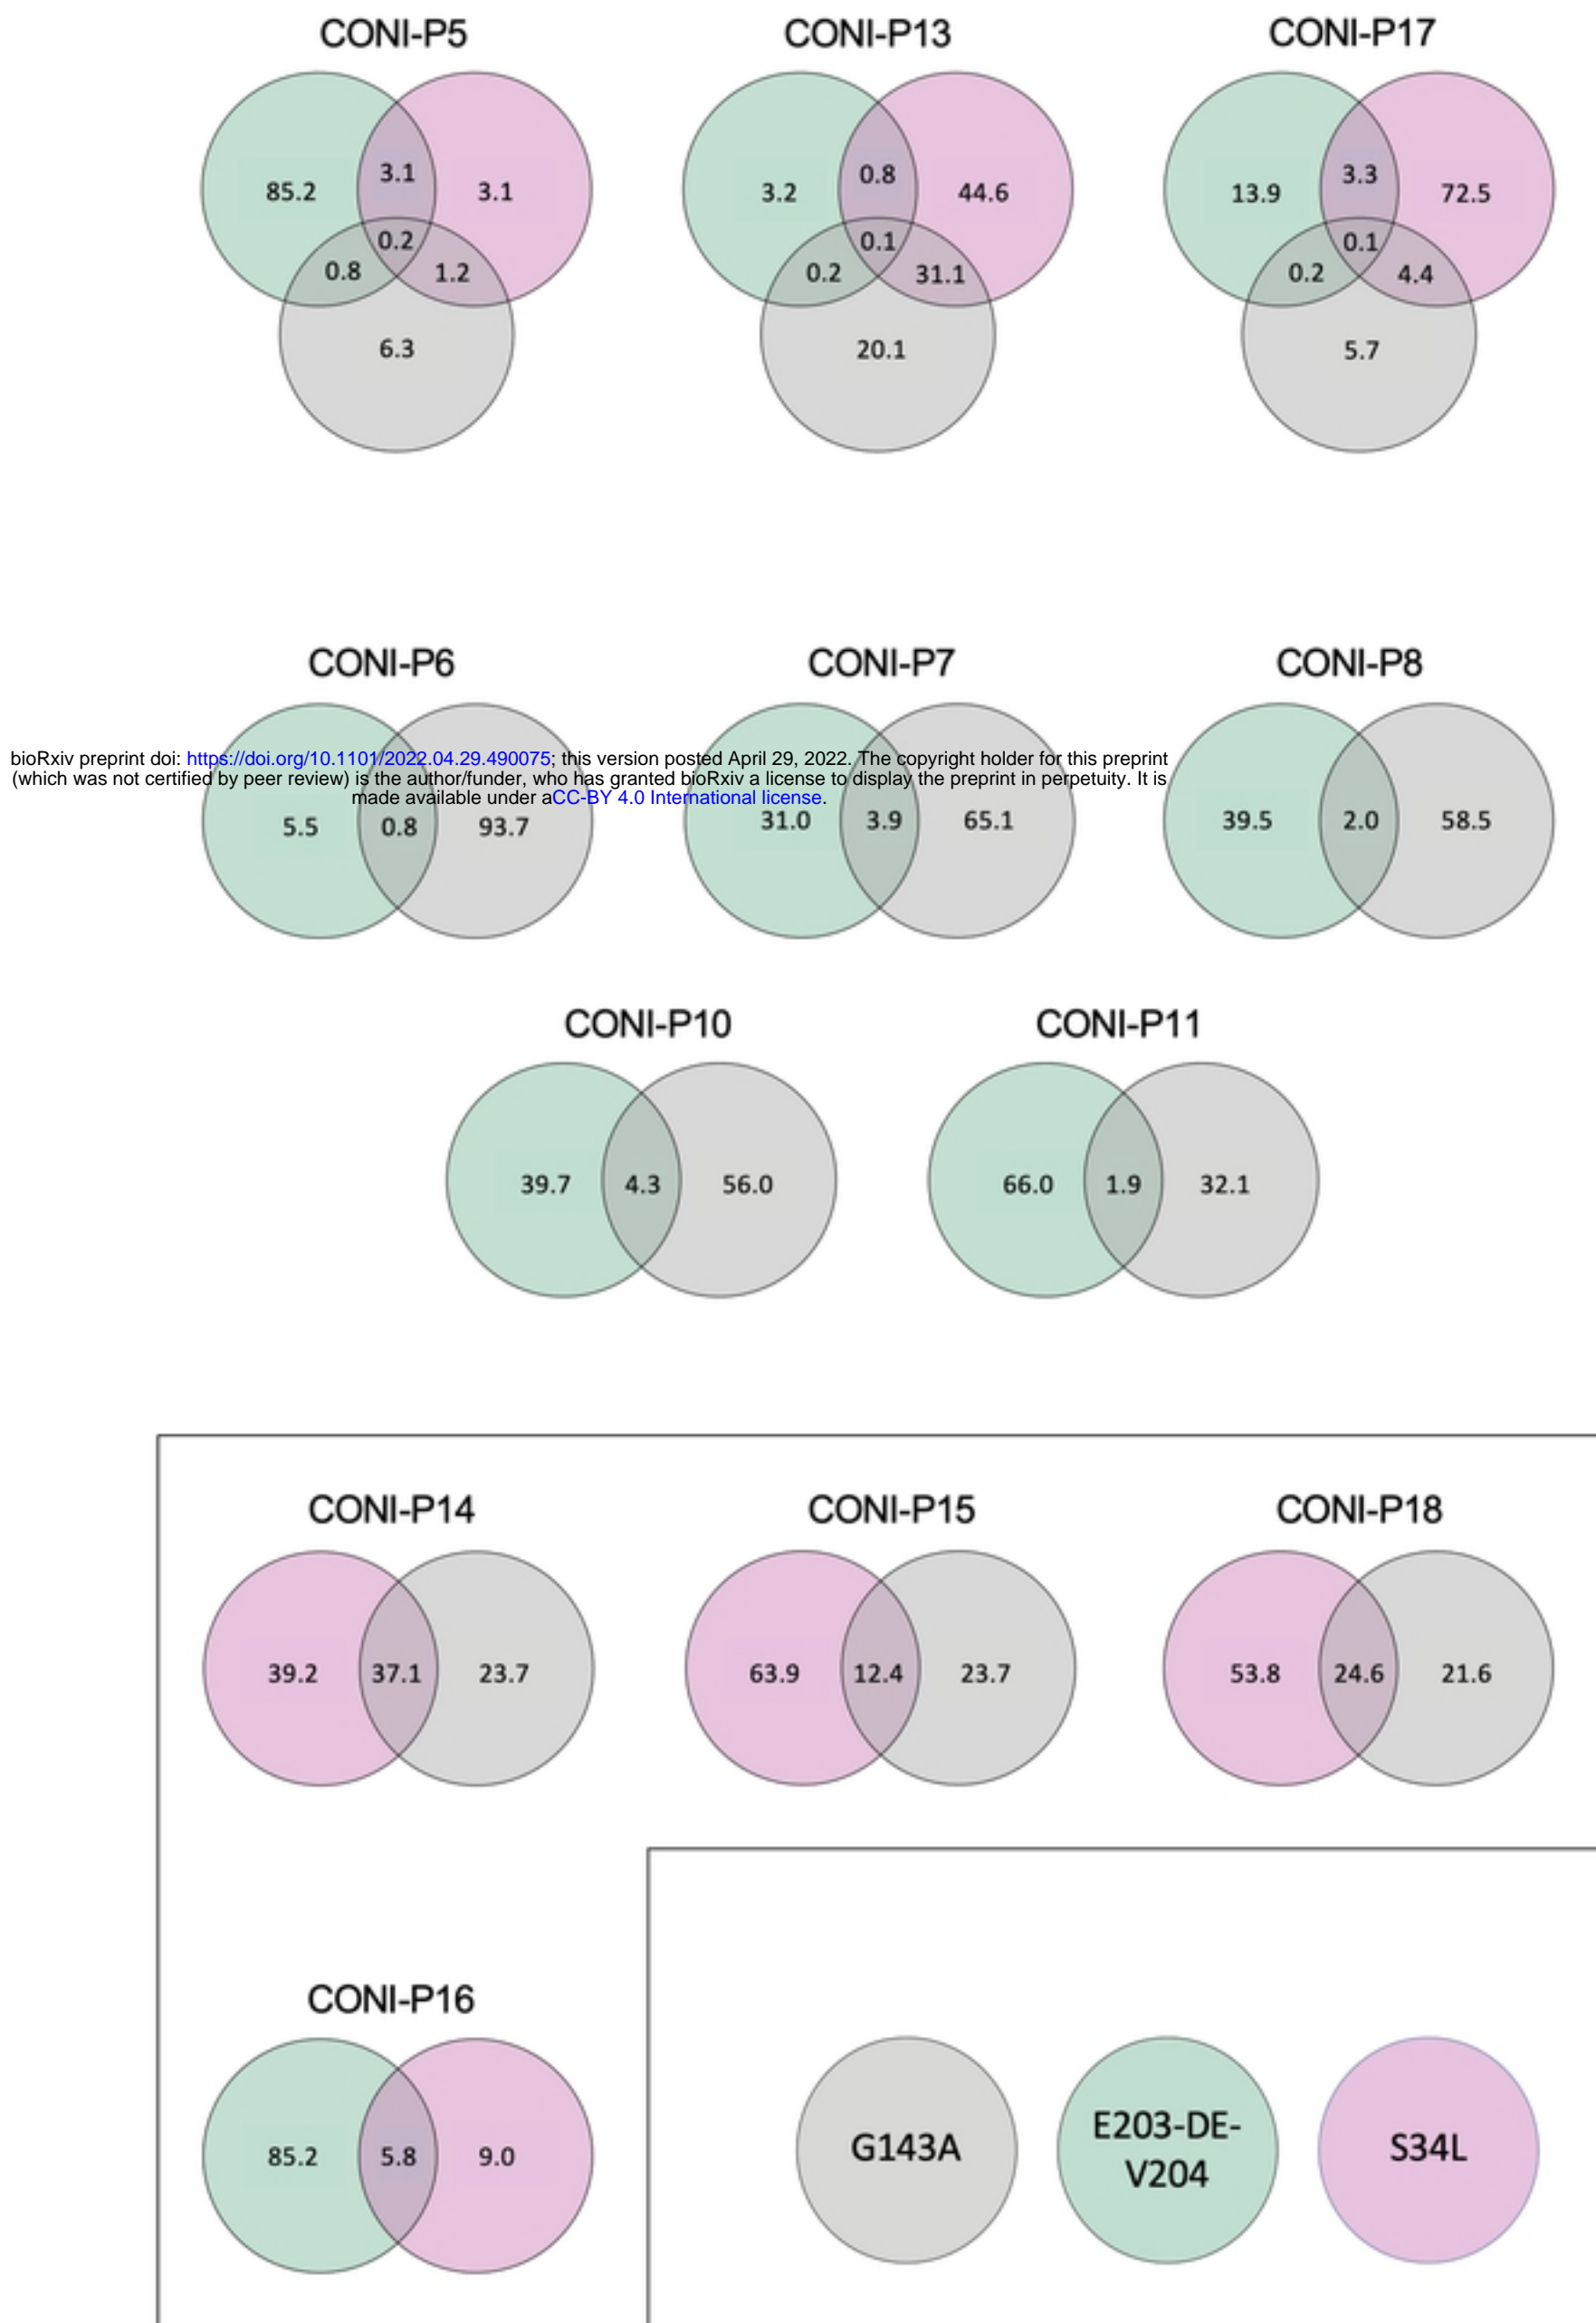 CONI-P5
CONI-P13
CONI-P17
85.2
3.1
3.1
0.2
0.8
1.2
6.3
3.2
0.8
44.6
0.1
0.2
31.1
20.1
13.9
3.3
72.5
0.1
0.2
4.4
5.7
CONI-P6
CONI-P7
CONI-P8
bioRxiv preprint doi: https://doi.org/10.1101/2022.04.29.490075; this version posted April 29, 2022. The copyright holder for this preprint
(which was not certified by peer review) is the author/funder, who has granted bioRxiv a license to display the preprint in perpetuity. It is
made available under aCC-BY 4.0 International license.
5.5
0.8
93.7
31.0
3.9
65.1
39.5
2.0
58.5
CONI-P10
CONI-P11
39.7
4.3
56.0
66.0
1.9
32.1
CONI-P14
CONI-P15
CONI-P18
39.2
37.1
23.7
63.9
12.4
23.7
53.8
24.6
21.6
CONI-P16
85.2
5.8
9.0
G143A
E203-DE-
V204
S34L